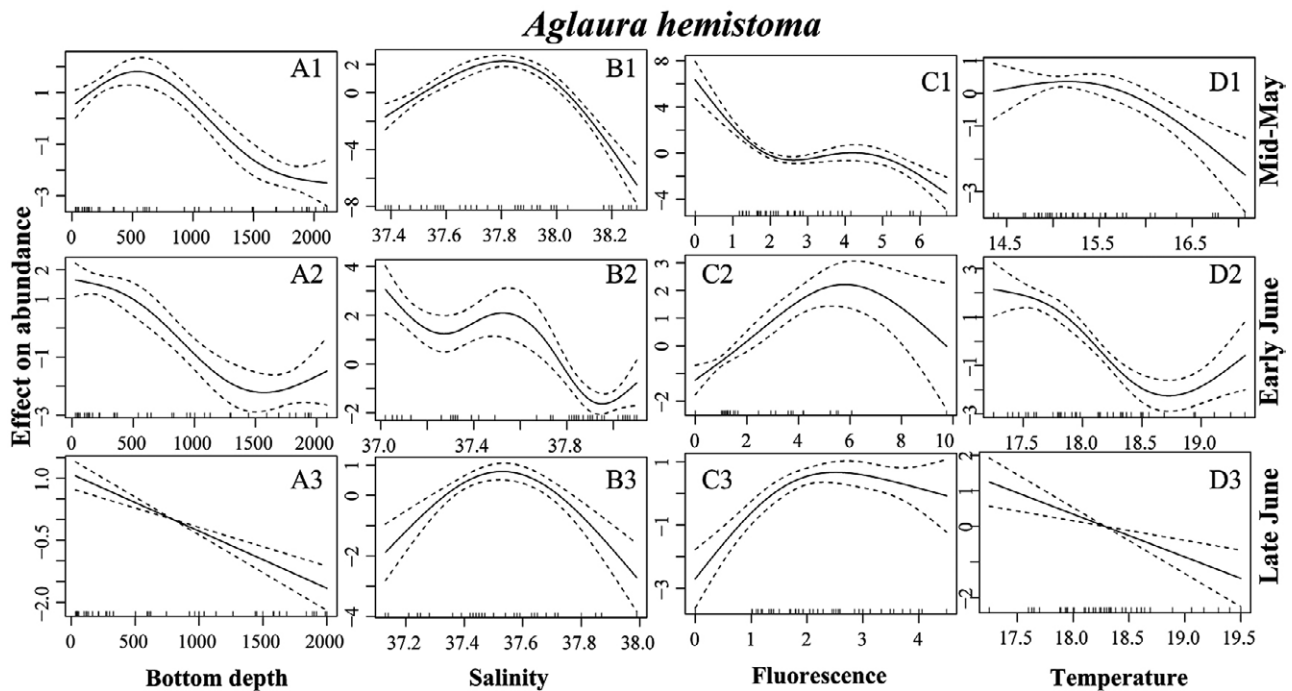 Aglaura hemistoma
Effect on abundance
A1
1
−1
−3
0 500 1000 1500 2000
B1
2
0
−4
−8
37.4 37.6 37.8 38.0 38.2
C1
8
4
0
−4
0 1 2 3 4 5 6
D1
1
0
−1
−3
14.5 15.5 16.5
Mid-May
A2
2
1
−1
−3
0 500 1000 1500 2000
B2
4
2
0
−2
37.0 37.4 37.8
C2
3
2
1
0
−2
0 2 4 6 8 10
D2
3
1
−1
−3
17.5 18.0 18.5 19.0
Early June
A3
1.0
−0.5
−2.0
0 500 1000 1500 2000
B3
1
0
−2
−4
37.2 37.4 37.6 37.8 38.0
C3
1
−1
−3
0 1 2 3 4
D3
2
1
0
−2
17.5 18.0 18.5 19.0 19.5
Late June
Bottom depth
Salinity
Fluorescence
Temperature